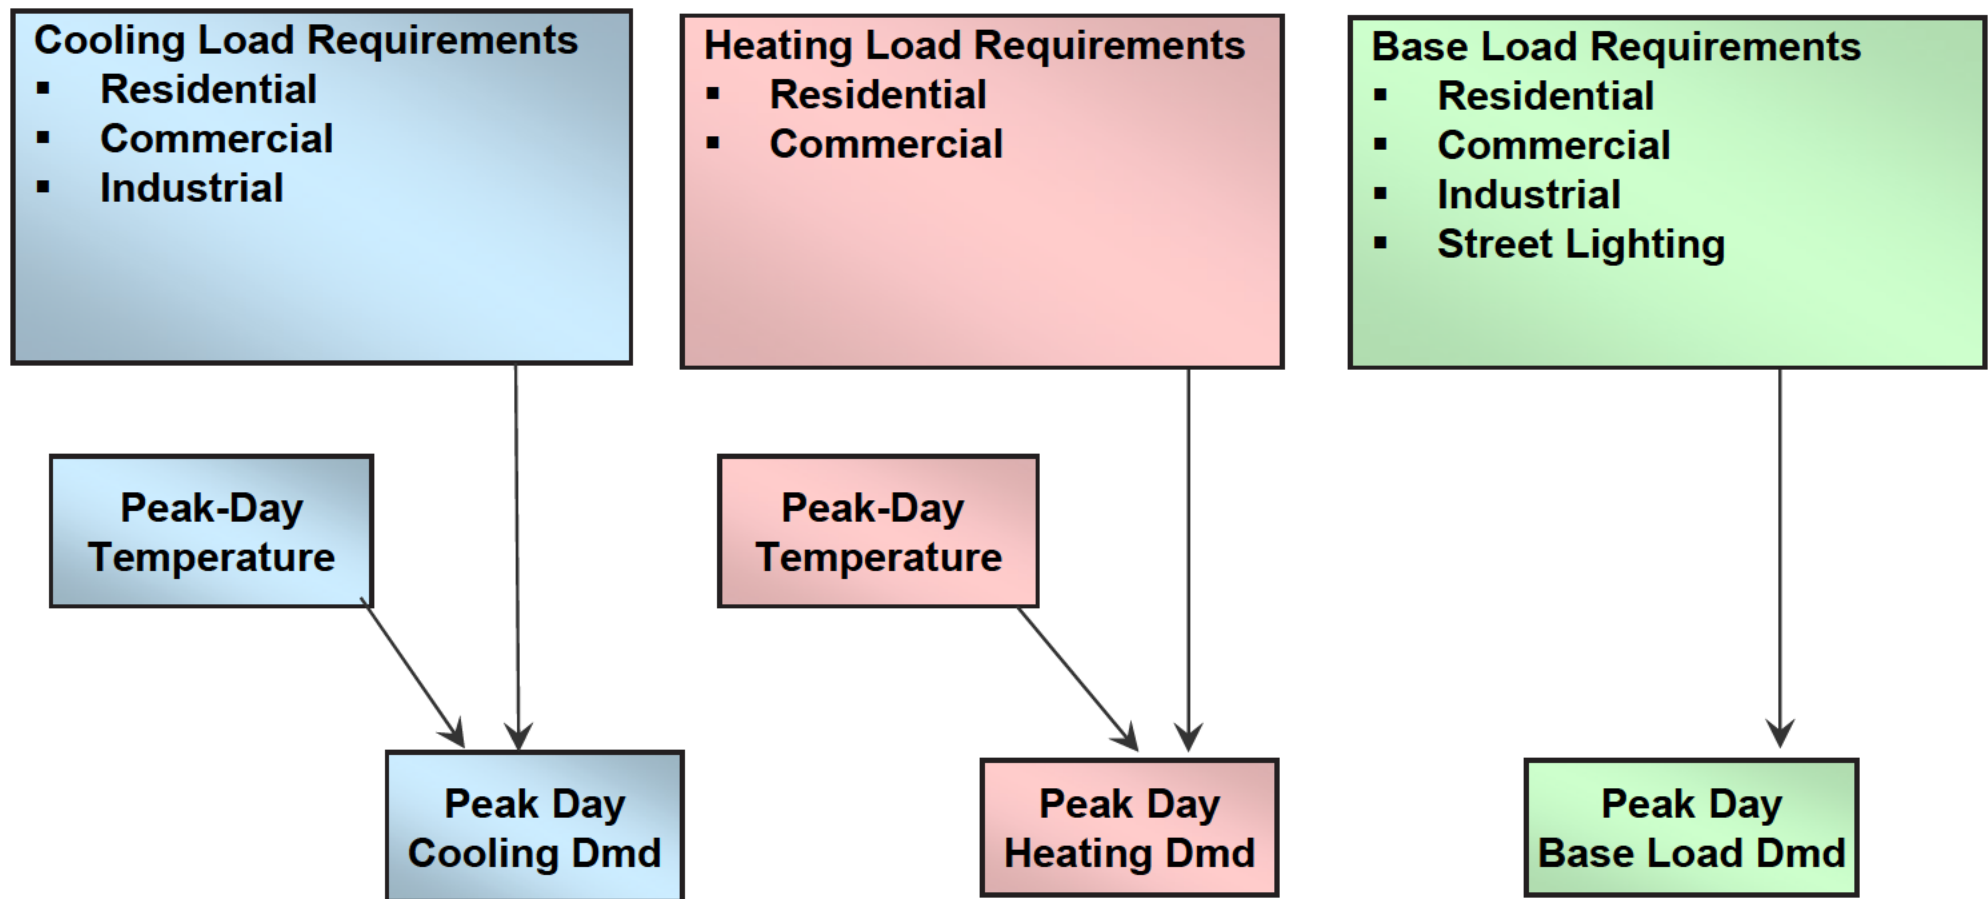 Cooling Load Requirements
▪ Residential
▪ Commercial
▪ Industrial
Heating Load Requirements
▪ Residential
▪ Commercial
Base Load Requirements
▪ Residential
▪ Commercial
▪ Industrial
▪ Street Lighting
Peak-Day
Temperature
Peak-Day
Temperature
Peak Day
Cooling Dmd
Peak Day
Heating Dmd
Peak Day
Base Load Dmd